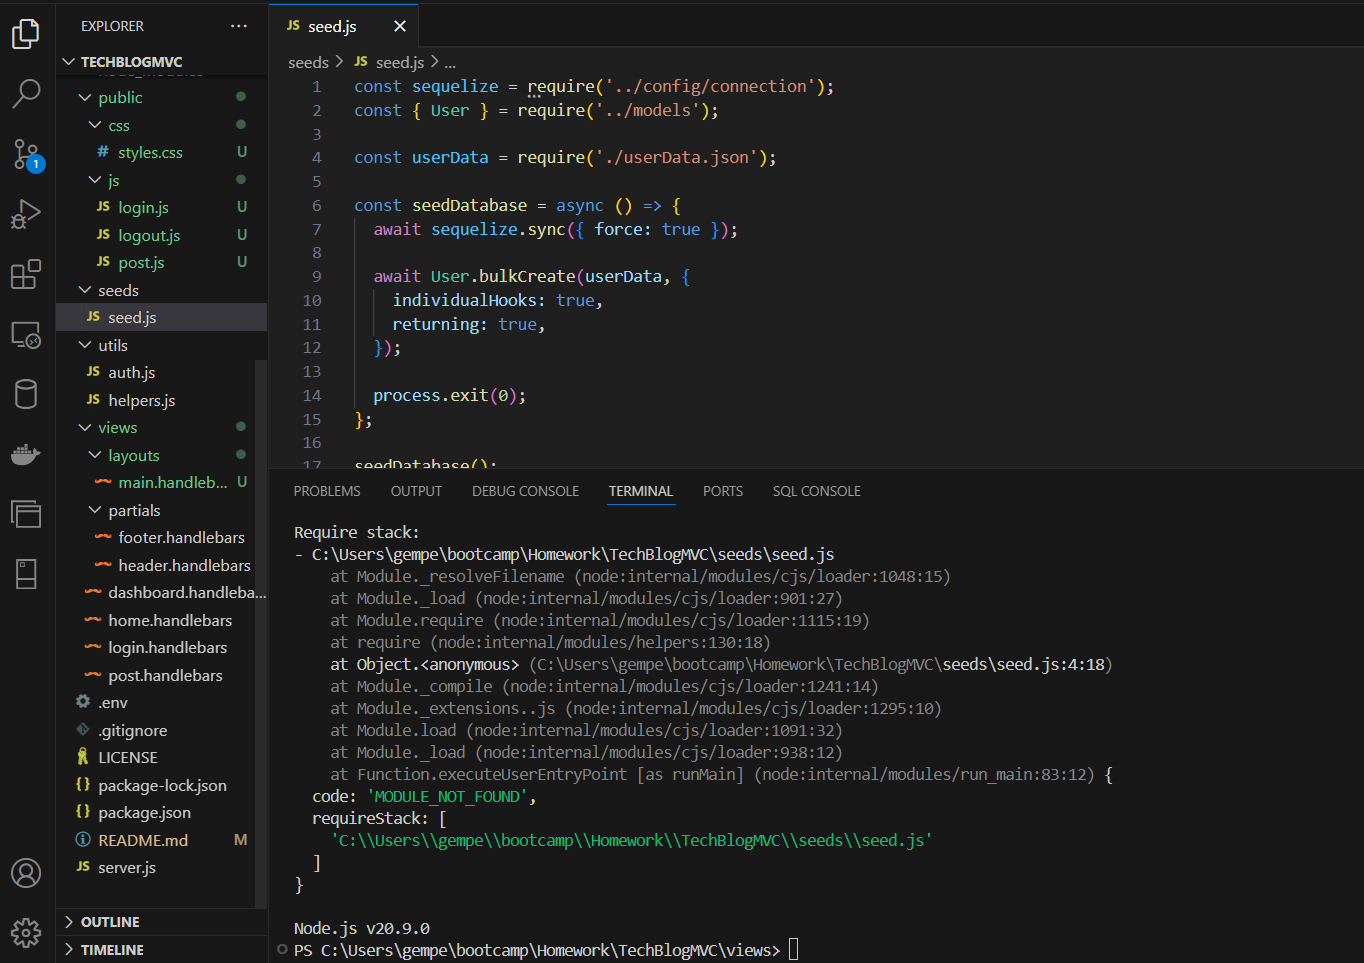 EXPLORER
TECHBLOGMVC
public
css
# styles.css U
js
JS login.js U
JS logout.js U
JS post.js U
seeds
JS seed.js
utils
JS auth.js
JS helpers.js
views
layouts
main.handleb... U
partials
footer.handlebars
header.handlebars
dashboard.handleba...
home.handlebars
login.handlebars
post.handlebars
.env
.gitignore
LICENSE
{} package-lock.json
{} package.json
README.md M
JS server.js
OUTLINE
TIMELINE
1
JS seed.js
seeds > JS seed.js > ...
1 const sequelize = require('../config/connection');
2 const { User } = require('../models');
3
4 const userData = require('./userData.json');
5
6 const seedDatabase = async () => {
7 await sequelize.sync({ force: true });
8
9 await User.bulkCreate(userData, {
10 individualHooks: true,
11 returning: true,
12 });
13
14 process.exit(0);
15 };
16
17 seedDatabase();
PROBLEMS OUTPUT DEBUG CONSOLE TERMINAL PORTS SQL CONSOLE
Require stack:
- C:\Users\gempe\bootcamp\Homework\TechBlogMVC\seeds\seed.js
at Module._resolveFilename (node:internal/modules/cjs/loader:1048:15)
at Module._load (node:internal/modules/cjs/loader:901:27)
at Module.require (node:internal/modules/cjs/loader:1115:19)
at require (node:internal/modules/helpers:130:18)
at Object.<anonymous> (C:\Users\gempe\bootcamp\Homework\TechBlogMVC\seeds\seed.js:4:18)
at Module._compile (node:internal/modules/cjs/loader:1241:14)
at Module._extensions..js (node:internal/modules/cjs/loader:1295:10)
at Module.load (node:internal/modules/cjs/loader:1091:32)
at Module._load (node:internal/modules/cjs/loader:938:12)
at Function.executeUserEntryPoint [as runMain] (node:internal/modules/run_main:83:12) {
code: 'MODULE_NOT_FOUND',
requireStack: [
'C:\\Users\\gempe\\bootcamp\\Homework\\TechBlogMVC\\seeds\\seed.js'
]
}
Node.js v20.9.0
PS C:\Users\gempe\bootcamp\Homework\TechBlogMVC\views>